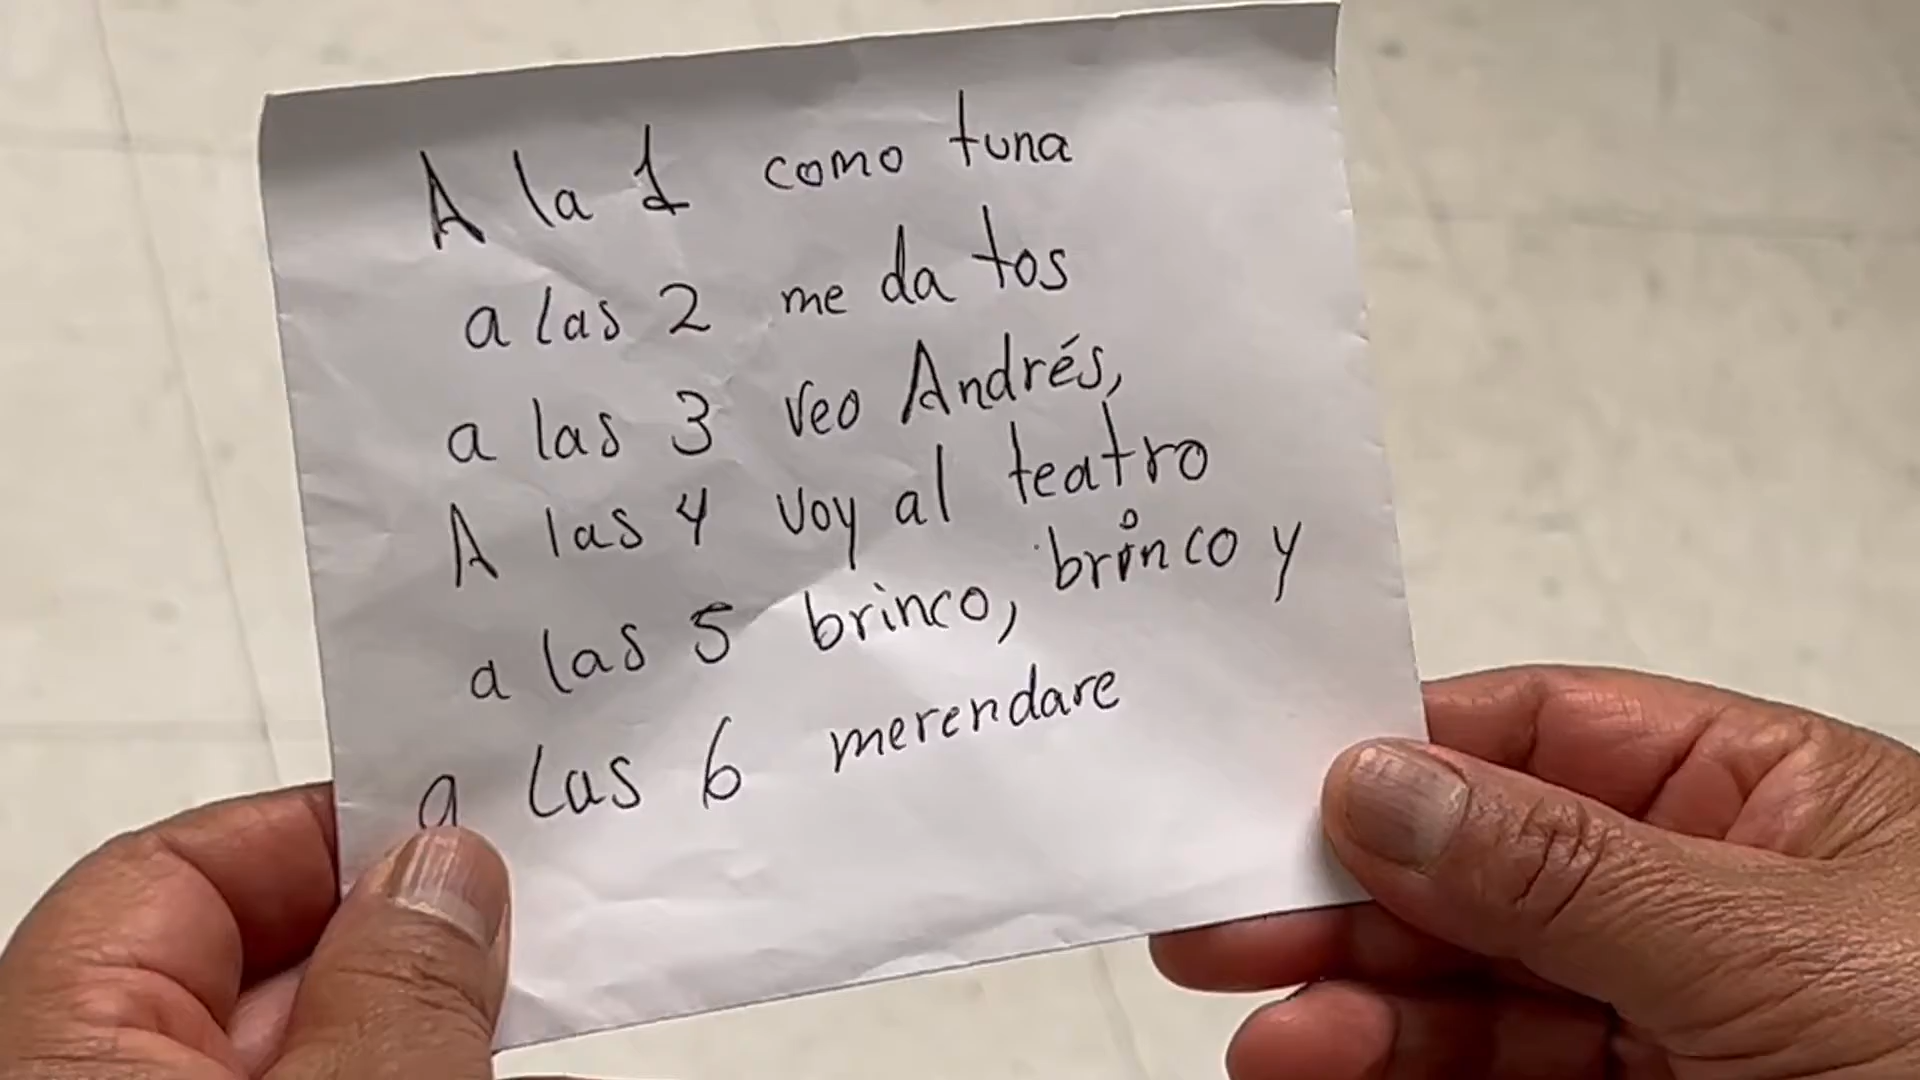 A la 1 como tuna
a las 2 me da tos
a las 3 veo Andrés,
A las 4 voy al teatro
a las 5 brinco, brinco y
a las 6 merendare